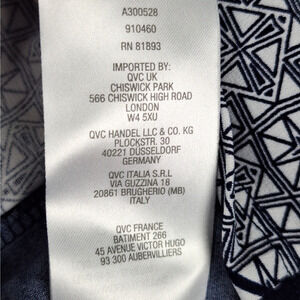 A300528
910460
RN 81893
IMPORTED BY:
QVC UK
CHISWICK PARK
566 CHISWICK HIGH ROAD
LONDON
W4 5XU
QVC HANDEL LLC & CO. KG
PLOCKSTR. 30
40221 DÜSSELDORF
GERMANY
QVC ITALIA S.R.L
VIA GUZZINA 18
20861 BRUGHERIO (MB)
ITALY
QVC FRANCE
BATIMENT 266
45 AVENUE VICTOR HUGO
93 300 AUBERVILLIERS